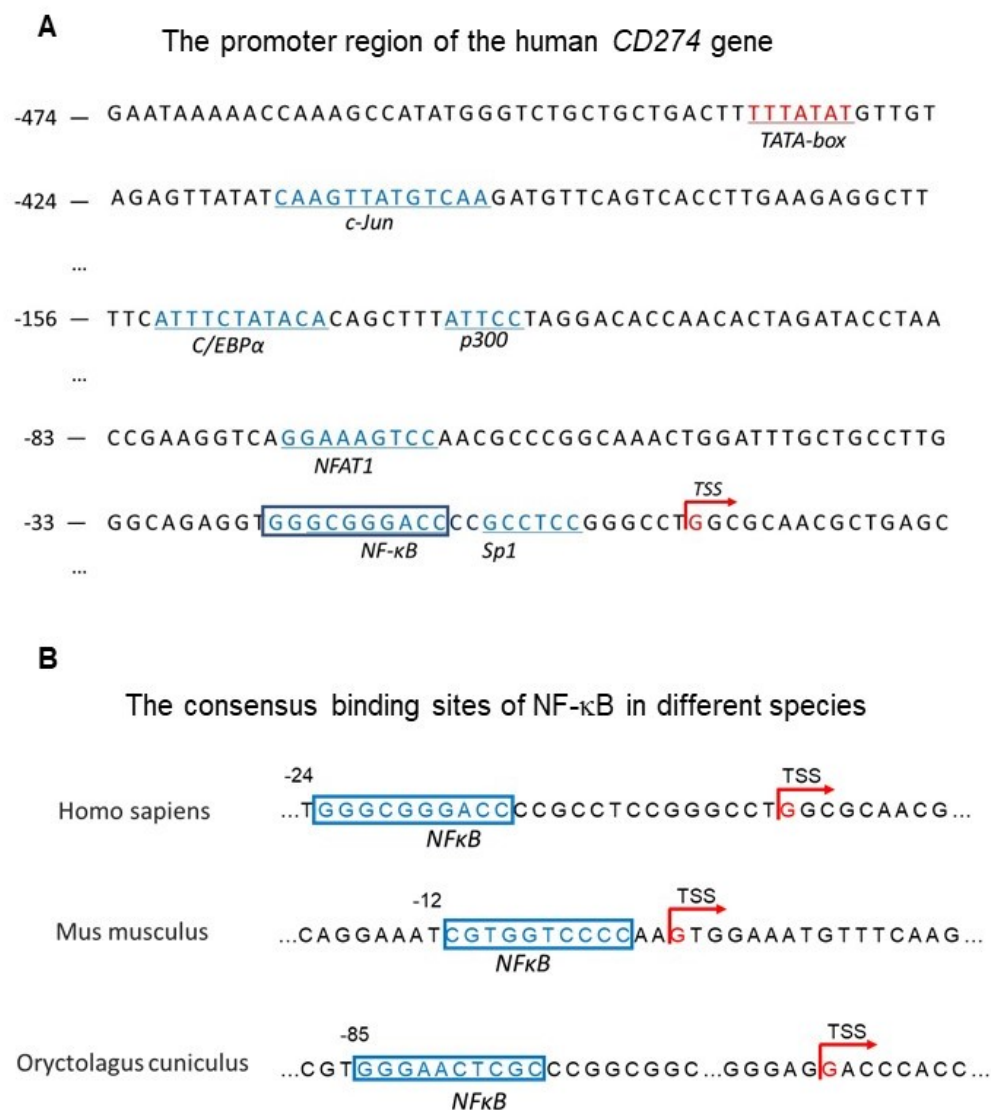 A
The promoter region of the human CD274 gene
-474 — GAATAAAAACCAAAGCCATATGGGTCTGCTGCTGACTTTTTATATGTTGT
TATA-box
-424 — AGAGTTATATCAAGTTATGTCAAGATGTTCAGTCACCTTGAAGAGGCTT
c-Jun
...
-156 — TTCATTTCTATACACAGCTTTATTCCTAGGACACCAACACTAGATACCTAA
C/EBPα p300
...
-83 — CCGAAGGTCAGGAAAGTCCAACGCCCGGCAAACTGGATTTGCTGCCTTG
NFAT1
TSS
-33 — GGCAGAGGTGGGCGGGACCCCGCCTCCGGGCCTGGCGCAACGCTGAGC
NF-κB Sp1
...
B
The consensus binding sites of NF-κB in different species
-24 TSS
Homo sapiens ...TGGGCGGGACCCCGCCTCCGGGCCTGGCGCAACG...
NFκB
-12 TSS
Mus musculus ...CAGGAAATCGTGGTCCCCAAGTGGAAATGTTTCAAG...
NFκB
-85 TSS
Oryctolagus cuniculus ...CGTGGGAACTCGCCCGGCGGC...GGGAGGACCCACC...
NFκB